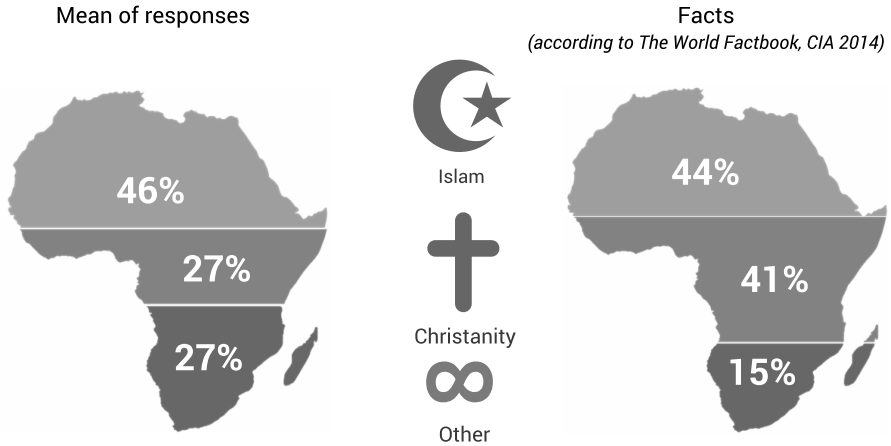 Mean of responses
Facts
(according to The World Factbook, CIA 2014)
46%
27%
27%
Islam
Christanity
Other
44%
41%
15%